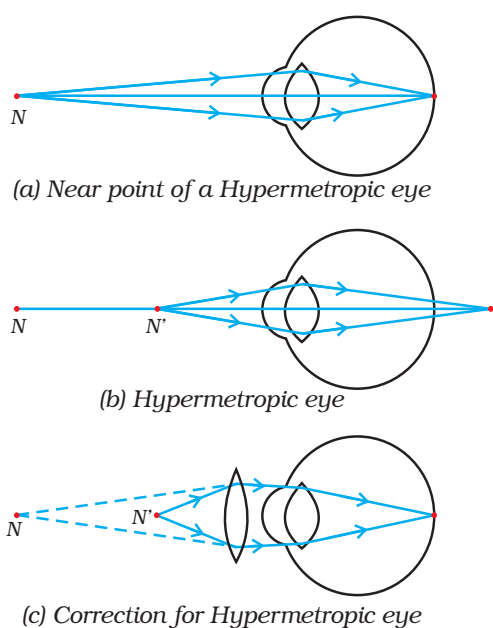 N
(a) Near point of a Hypermetropic eye
N N'
(b) Hypermetropic eye
N N'
(c) Correction for Hypermetropic eye